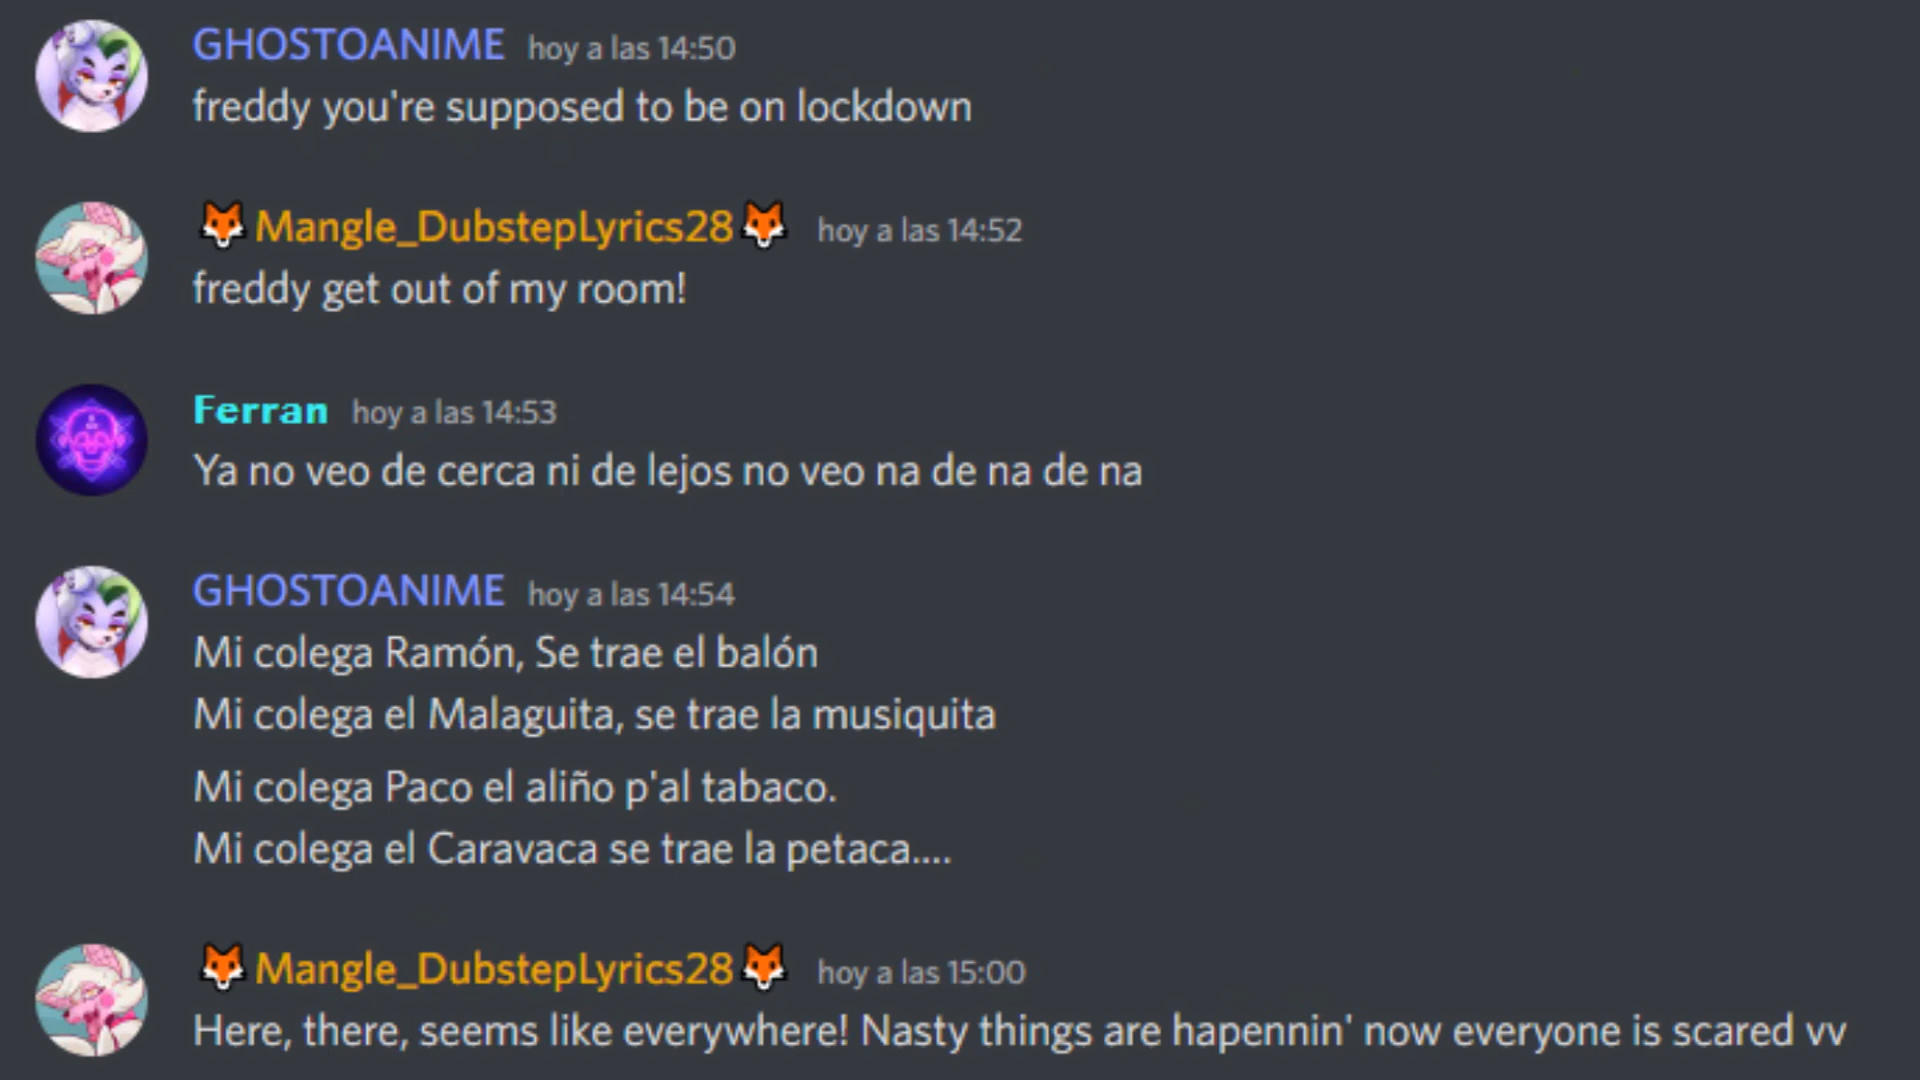 GHOSTOANIME hoy a las 14:50
freddy you're supposed to be on lockdown
🦊Mangle_DubstepLyrics28🦊 hoy a las 14:52
freddy get out of my room!
Ferran hoy a las 14:53
Ya no veo de cerca ni de lejos no veo na de na de na
GHOSTOANIME hoy a las 14:54
Mi colega Ramón, Se trae el balón
Mi colega el Malaguita, se trae la musiquita
Mi colega Paco el aliño p'al tabaco.
Mi colega el Caravaca se trae la petaca....
🦊Mangle_DubstepLyrics28🦊 hoy a las 15:00
Here, there, seems like everywhere! Nasty things are hapennin' now everyone is scared vv